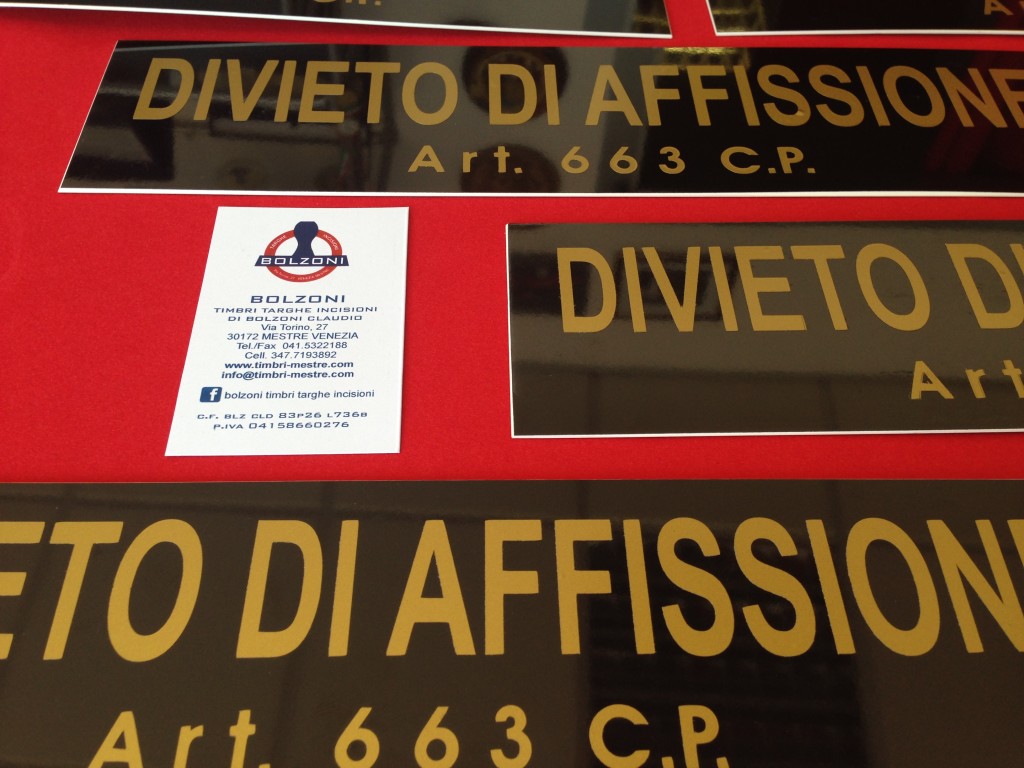 C.P.
A
DIVIETO DI AFFISSIONE
Art. 663 C.P.
BOLZONI
BOLZONI
TIMBRI TARGHE INCISIONI
DI BOLZONI CLAUDIO
Via Torino, 27
30172 MESTRE VENEZIA
Tel./Fax 041.5322188
Cell. 347.7193892
www.timbri-mestre.com
info@timbri-mestre.com
f bolzoni timbri targhe incisioni
C.F. BLZ CLD 83P26 L736B
P.IVA 04158660276
DIVIETO DI
Art
ETO DI AFFISSION
Art. 663 C.P.